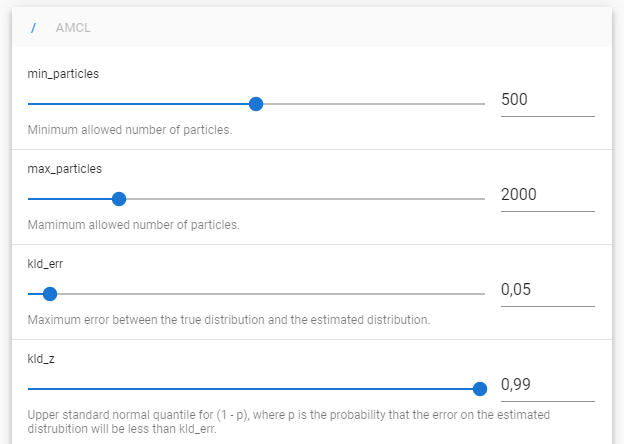 / AMCL
min_particles
500
Minimum allowed number of particles.
max_particles
2000
Mamimum allowed number of particles.
kld_err
0,05
Maximum error between the true distribution and the estimated distribution.
kld_z
0,99
Upper standard normal quantile for (1 - p), where p is the probability that the error on the estimated
distrubition will be less than kld_err.